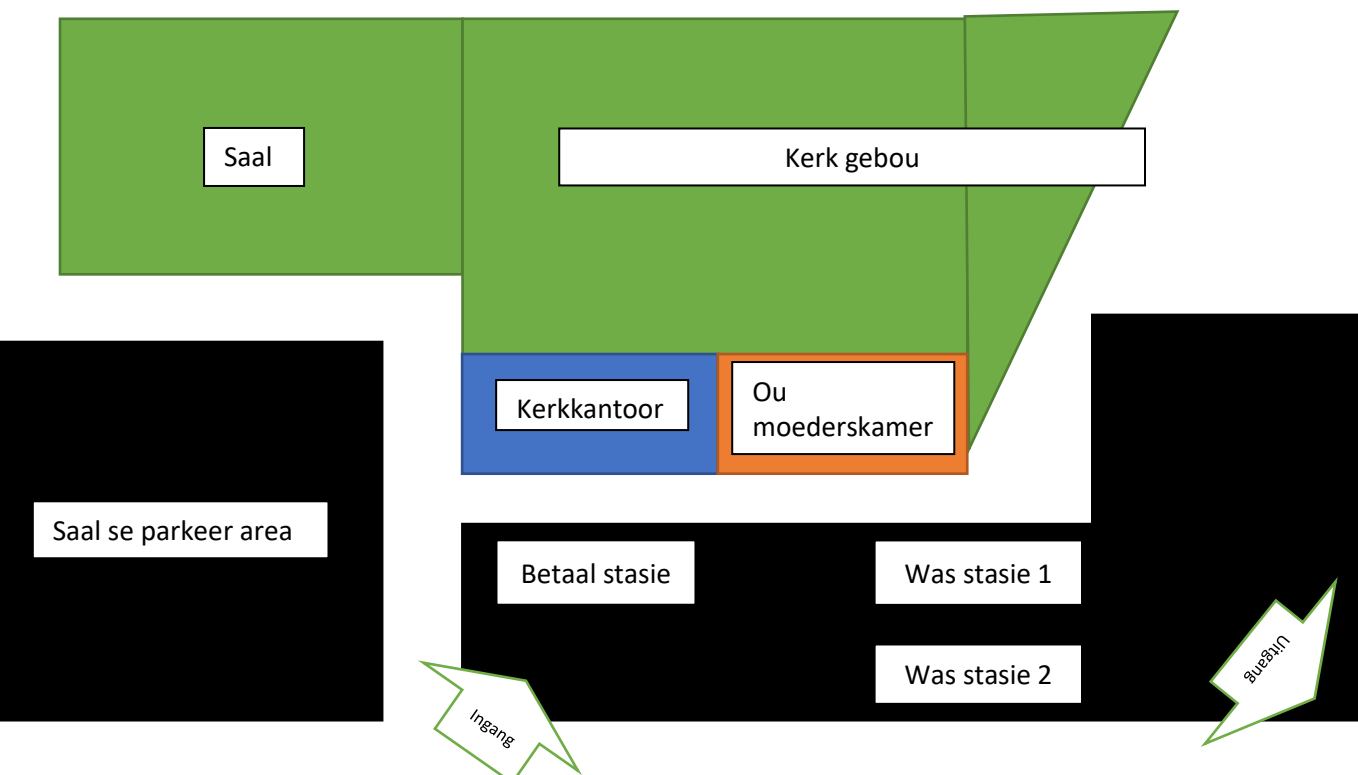 Saal
Kerk gebou
Kerkkantoor
Ou
moederskamer
Saal se parkeer area
Betaal stasie
Was stasie 1
Was stasie 2
Ingang
Uitgang